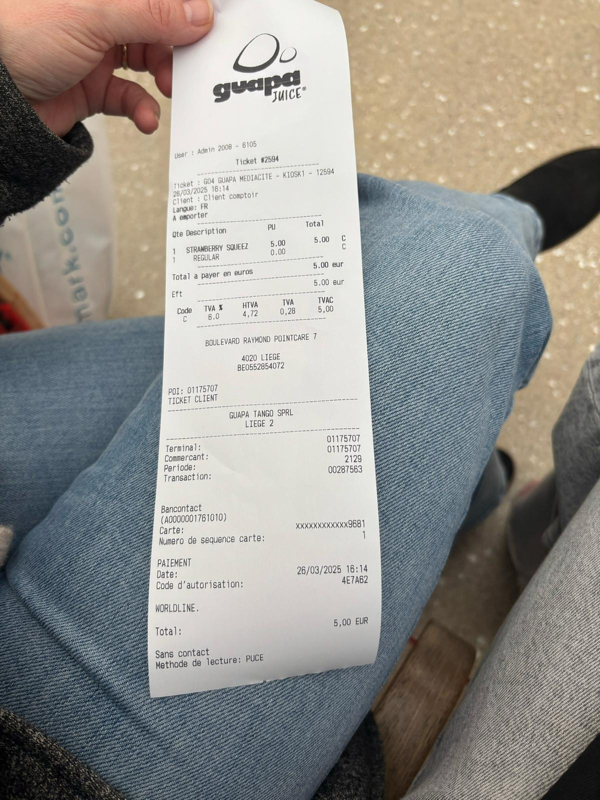 guapa
JUICE®
User : Admin 2008 - 6105
Ticket #2594
Ticket : G04 GUAPA MEDIACITE - KIOSK1 - 12594
26/03/2025 16:14
Client : Client comptoir
Langue: FR
A emporter
Qte Description PU Total
1 STRAWBERRY SQUEEZ 5.00 5.00 C
1 REGULAR 0.00 C
Total a payer en euros 5.00 eur
Eft 5.00 eur
Code TVA % HTVA TVA TVAC
C 6.0 4,72 0,28 5,00
BOULEVARD RAYMOND POINTCARE 7
4020 LIEGE
BE0552854072
POI: 01175707
TICKET CLIENT
GUAPA TANGO SPRL
LIEGE 2
Terminal: 01175707
Commercant: 01175707
Periode: 2129
Transaction: 00287563
Bancontact
(A0000001761010)
Carte: xxxxxxxxxxxx9681
Numero de sequence carte: 1
PAIEMENT
Date: 26/03/2025 16:14
Code d'autorisation: 4E7A62
WORLDLINE.
Total: 5,00 EUR
Sans contact
Methode de lecture: PUCE
mark.com